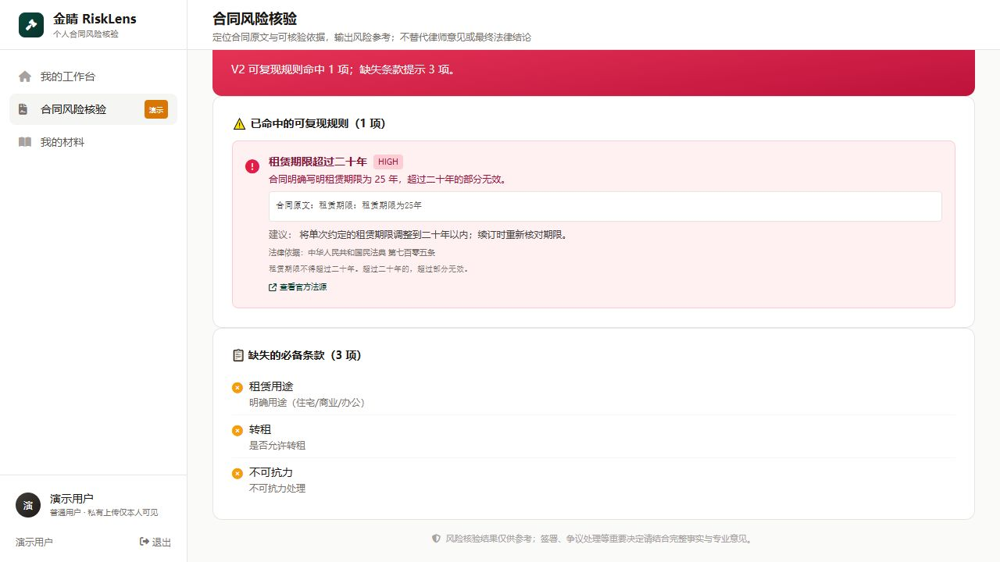 金睛 RiskLens
个人合同风险核验
我的工作台
合同风险核验
演示
我的材料
演
演示用户
普通用户 · 私有上传仅本人可见
演示用户
退出
合同风险核验
定位合同原文与可核验依据，输出风险参考；不替代律师意见或最终法律结论
V2 可复现规则命中 1 项；缺失条款提示 3 项。
已命中的可复现规则（1 项）
租赁期限超过二十年 HIGH
合同明确写明租赁期限为 25 年，超过二十年的部分无效。
合同原文：租赁期限：租赁期限为25年
建议： 将单次约定的租赁期限调整到二十年以内；续订时重新核对期限。
法律依据：中华人民共和国民法典 第七百零五条
租赁期限不得超过二十年。超过二十年的，超过部分无效。
查看官方法源
缺失的必备条款（3 项）
租赁用途
明确用途（住宅/商业/办公）
转租
是否允许转租
不可抗力
不可抗力处理
风险核验结果仅供参考；签署、争议处理等重要决定请结合完整事实与专业意见。